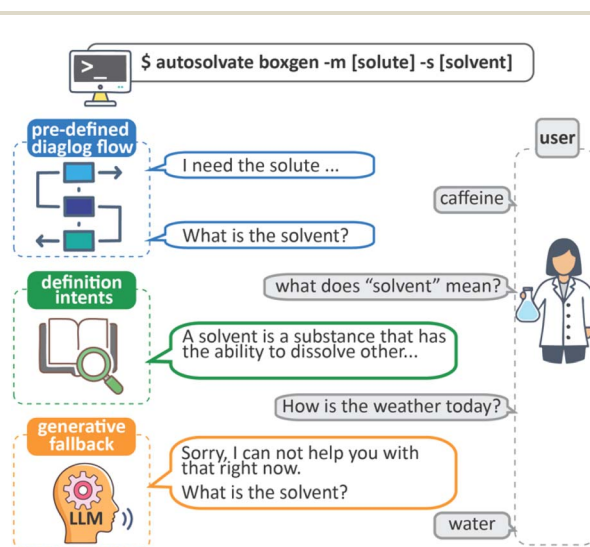 >_
$ autosolvate boxgen -m [solute] -s [solvent]
pre-defined
diaglog flow
user
I need the solute ...
caffeine
What is the solvent?
definition
intents
what does “solvent” mean?
A solvent is a substance that has
the ability to dissolve other...
How is the weather today?
generative
fallback
Sorry, I can not help you with
that right now.
What is the solvent?
LLM
water